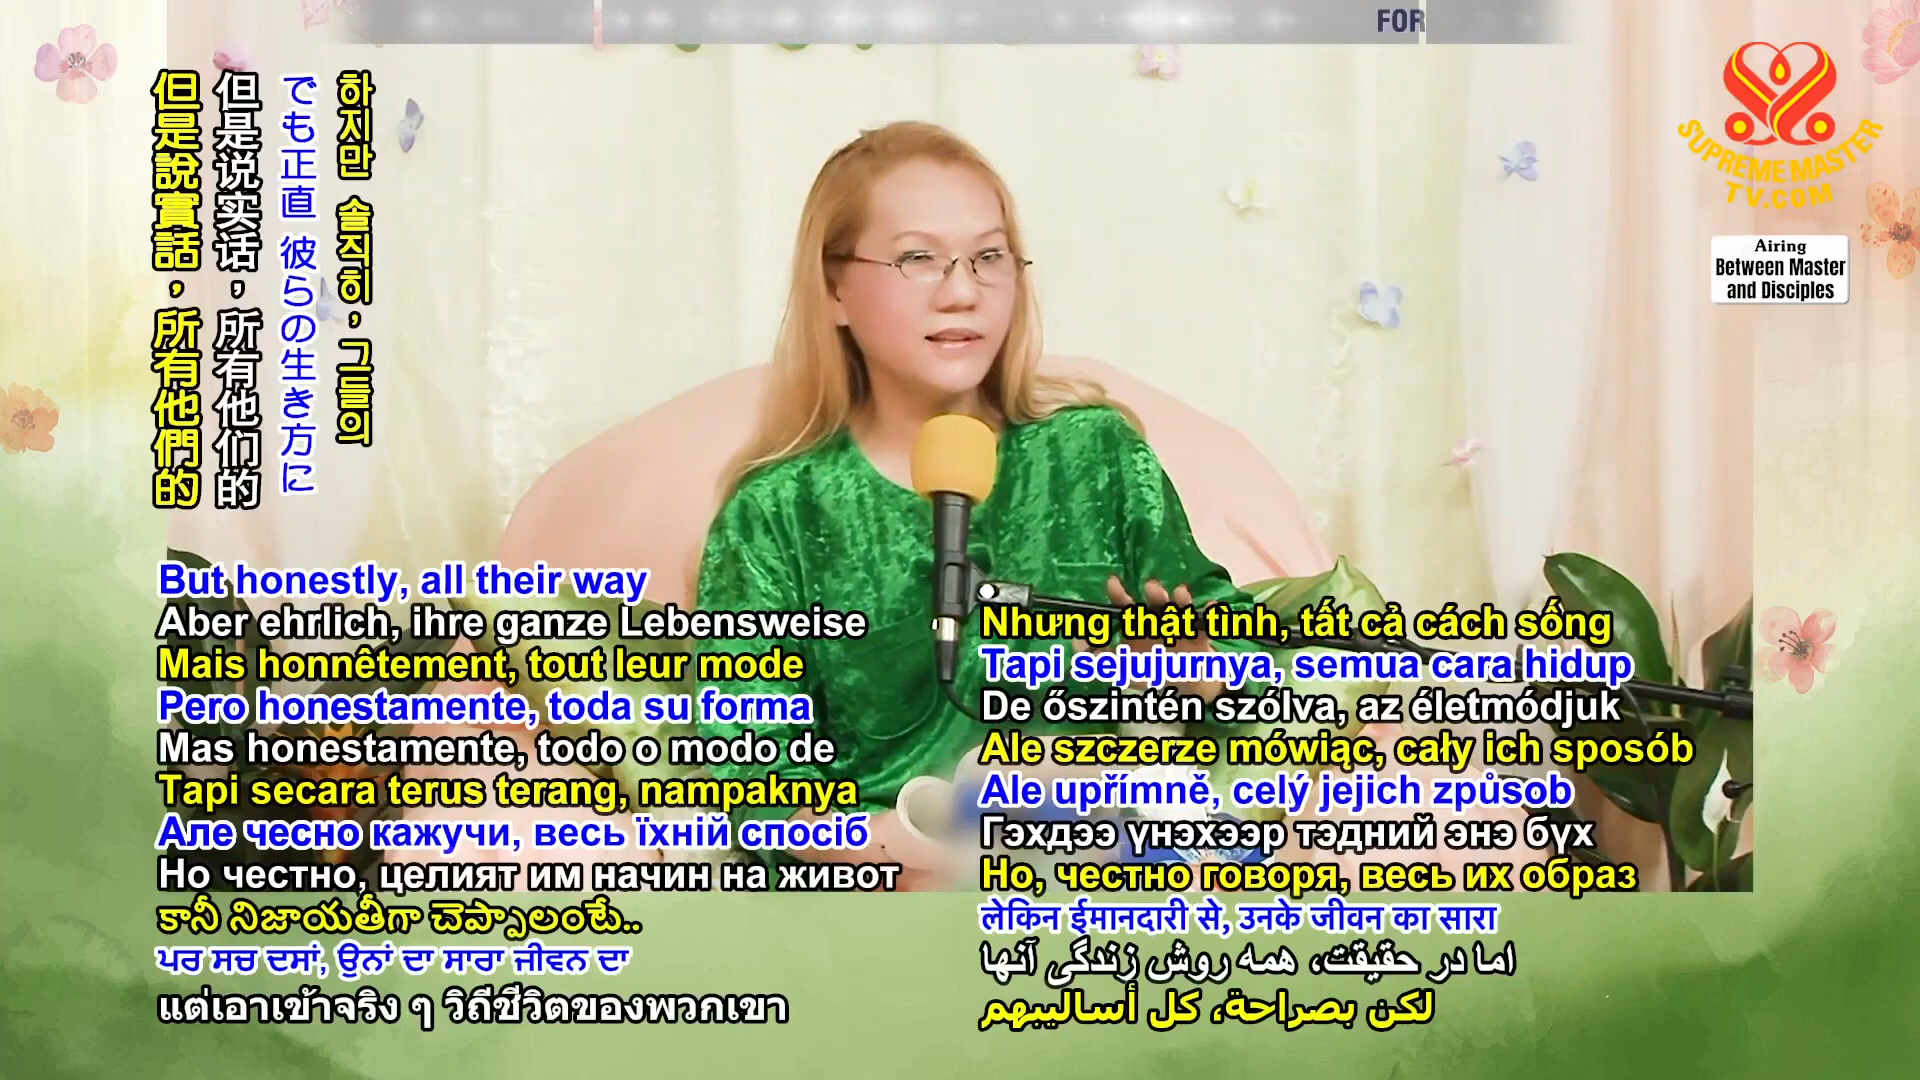 FOR
SUPREME MASTER
TV.COM
Airing
Between Master
and Disciples
하지만 솔직히, 그들의
でも正直 彼らの生き方に
但是说实话，所有他们的
但是說實話，所有他們的
But honestly, all their way
Aber ehrlich, ihre ganze Lebensweise
Mais honnêtement, tout leur mode
Pero honestamente, toda su forma
Mas honestamente, todo o modo de
Tapi secara terus terang, nampaknya
Але чесно кажучи, весь їхній спосіб
Но честно, целият им начин на живот
కానీ నిజాయతీగా చెప్పాలంటే..
ਪਰ ਸਚ ਦਸਾਂ, ਉਨਾਂ ਦਾ ਸਾਰਾ ਜੀਵਨ ਦਾ
แต่เอาเข้าจริง ๆ วิถีชีวิตของพวกเขา
Nhưng thật tình, tất cả cách sống
Tapi sejujurnya, semua cara hidup
De őszintén szólva, az életmódjuk
Ale szczerze mówiąc, cały ich sposób
Ale upřímně, celý jejich způsob
Гэхдээ үнэхээр тэдний энэ бүх
Но, честно говоря, весь их образ
लेकिन ईमानदारी से, उनके जीवन का सारा
اما در حقیقت، همه روش زندگی آنها
لكن بصراحة، كل أساليبهم